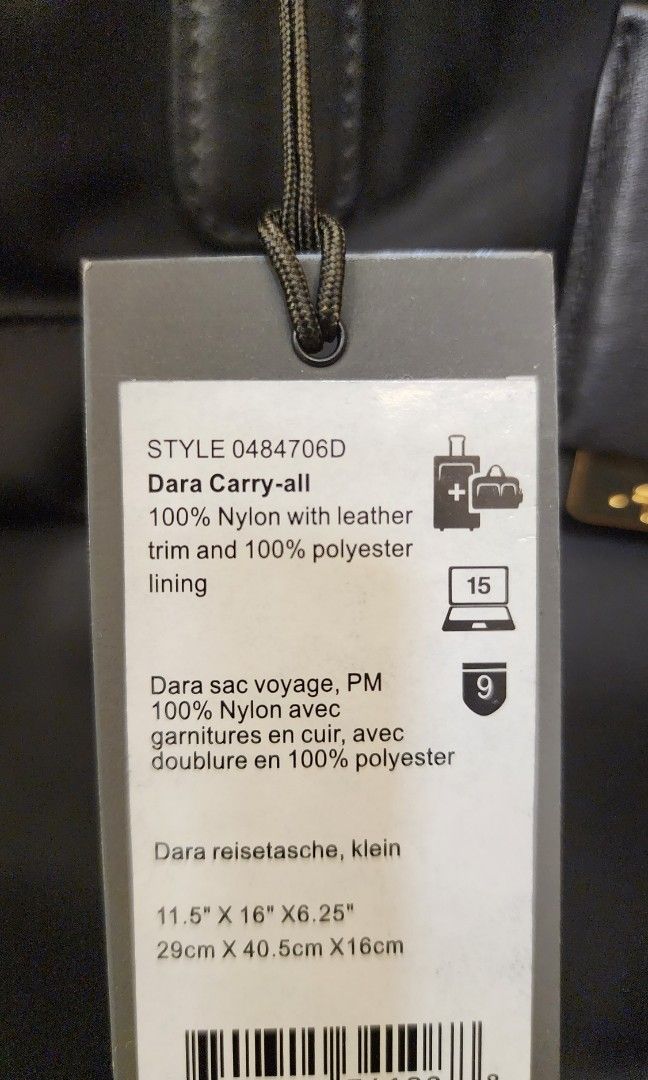 STYLE 0484706D
Dara Carry-all
100% Nylon with leather
trim and 100% polyester
lining
+
15
9
Dara sac voyage, PM
100% Nylon avec
garnitures en cuir, avec
doublure en 100% polyester
Dara reisetasche, klein
11.5" X 16" X6.25"
29cm X 40.5cm X16cm